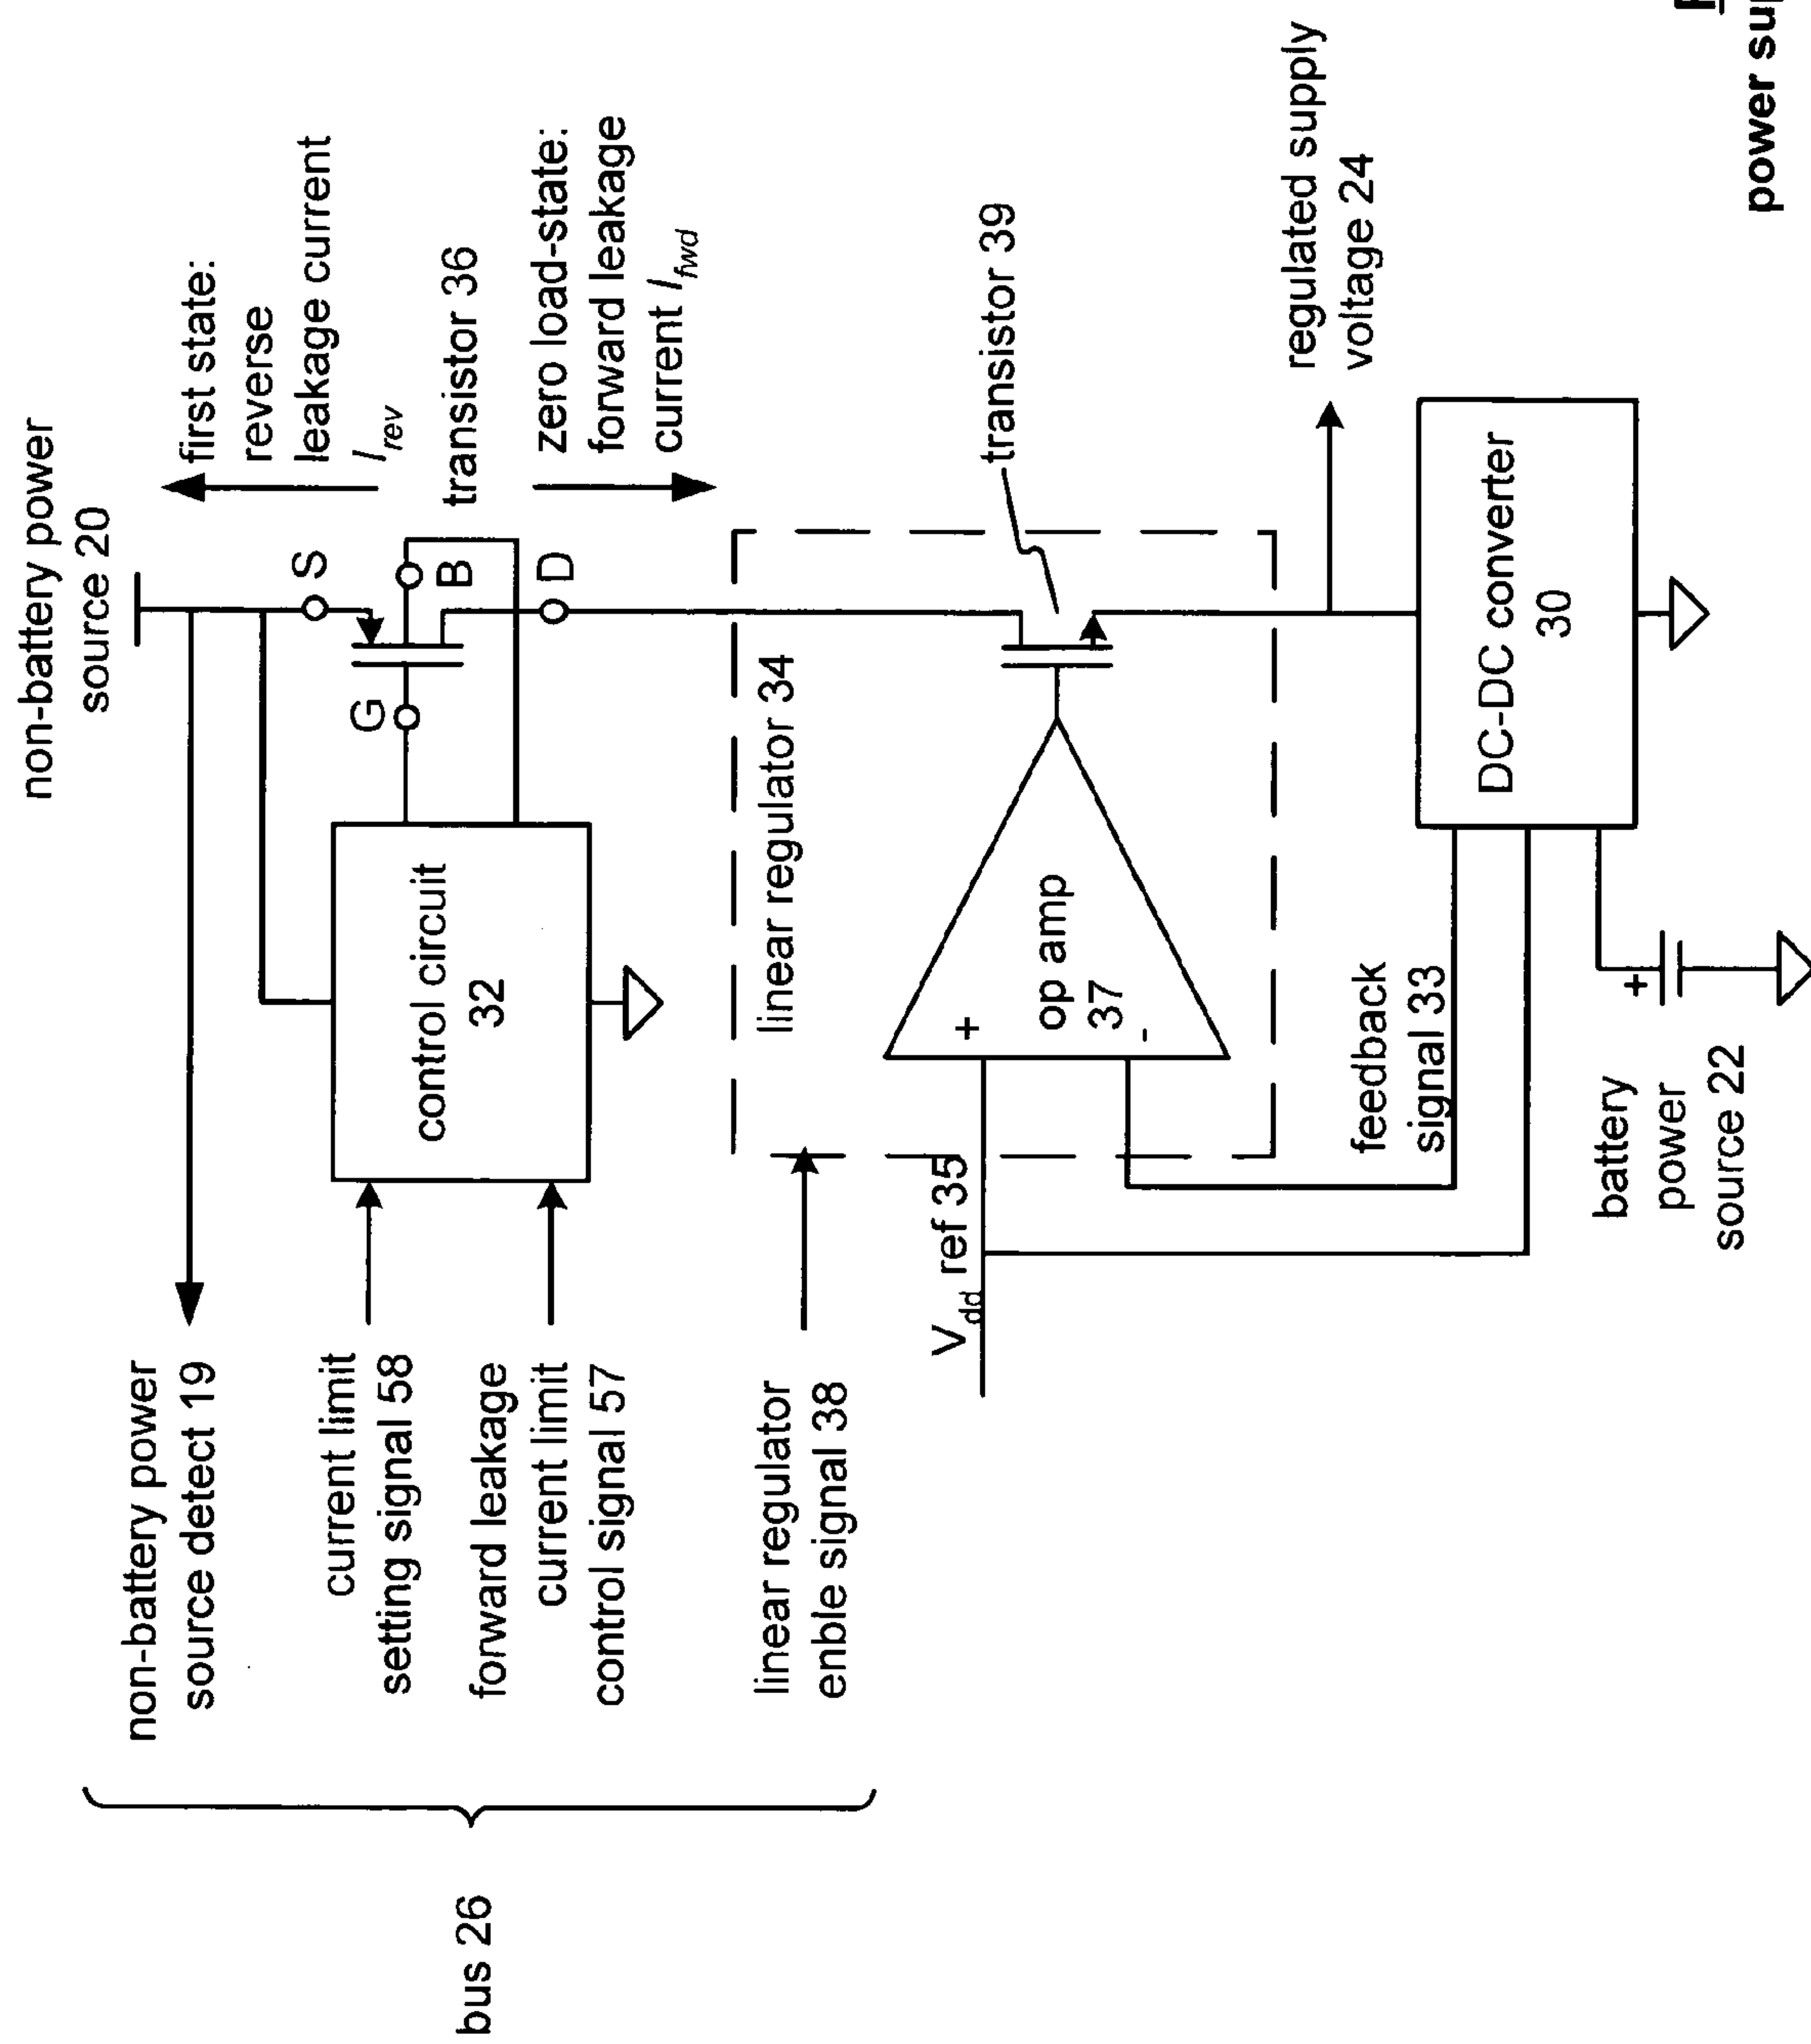 non-battery power
source 20
non-battery power
source detect 19
first state:
reverse
leakage current
I_rev
S
G
B
D
transistor 36
control circuit
32
current limit
setting signal 58
forward leakage
current limit
control signal 57
zero load-state:
forward leakage
current I_fwd
bus 26
linear regulator
enble signal 38
linear regulator 34
transistor 39
op amp
37
+
-
V_dd ref 35
regulated supply
voltage 24
feedback
signal 33
DC-DC converter
30
+
battery
power
source 22
power